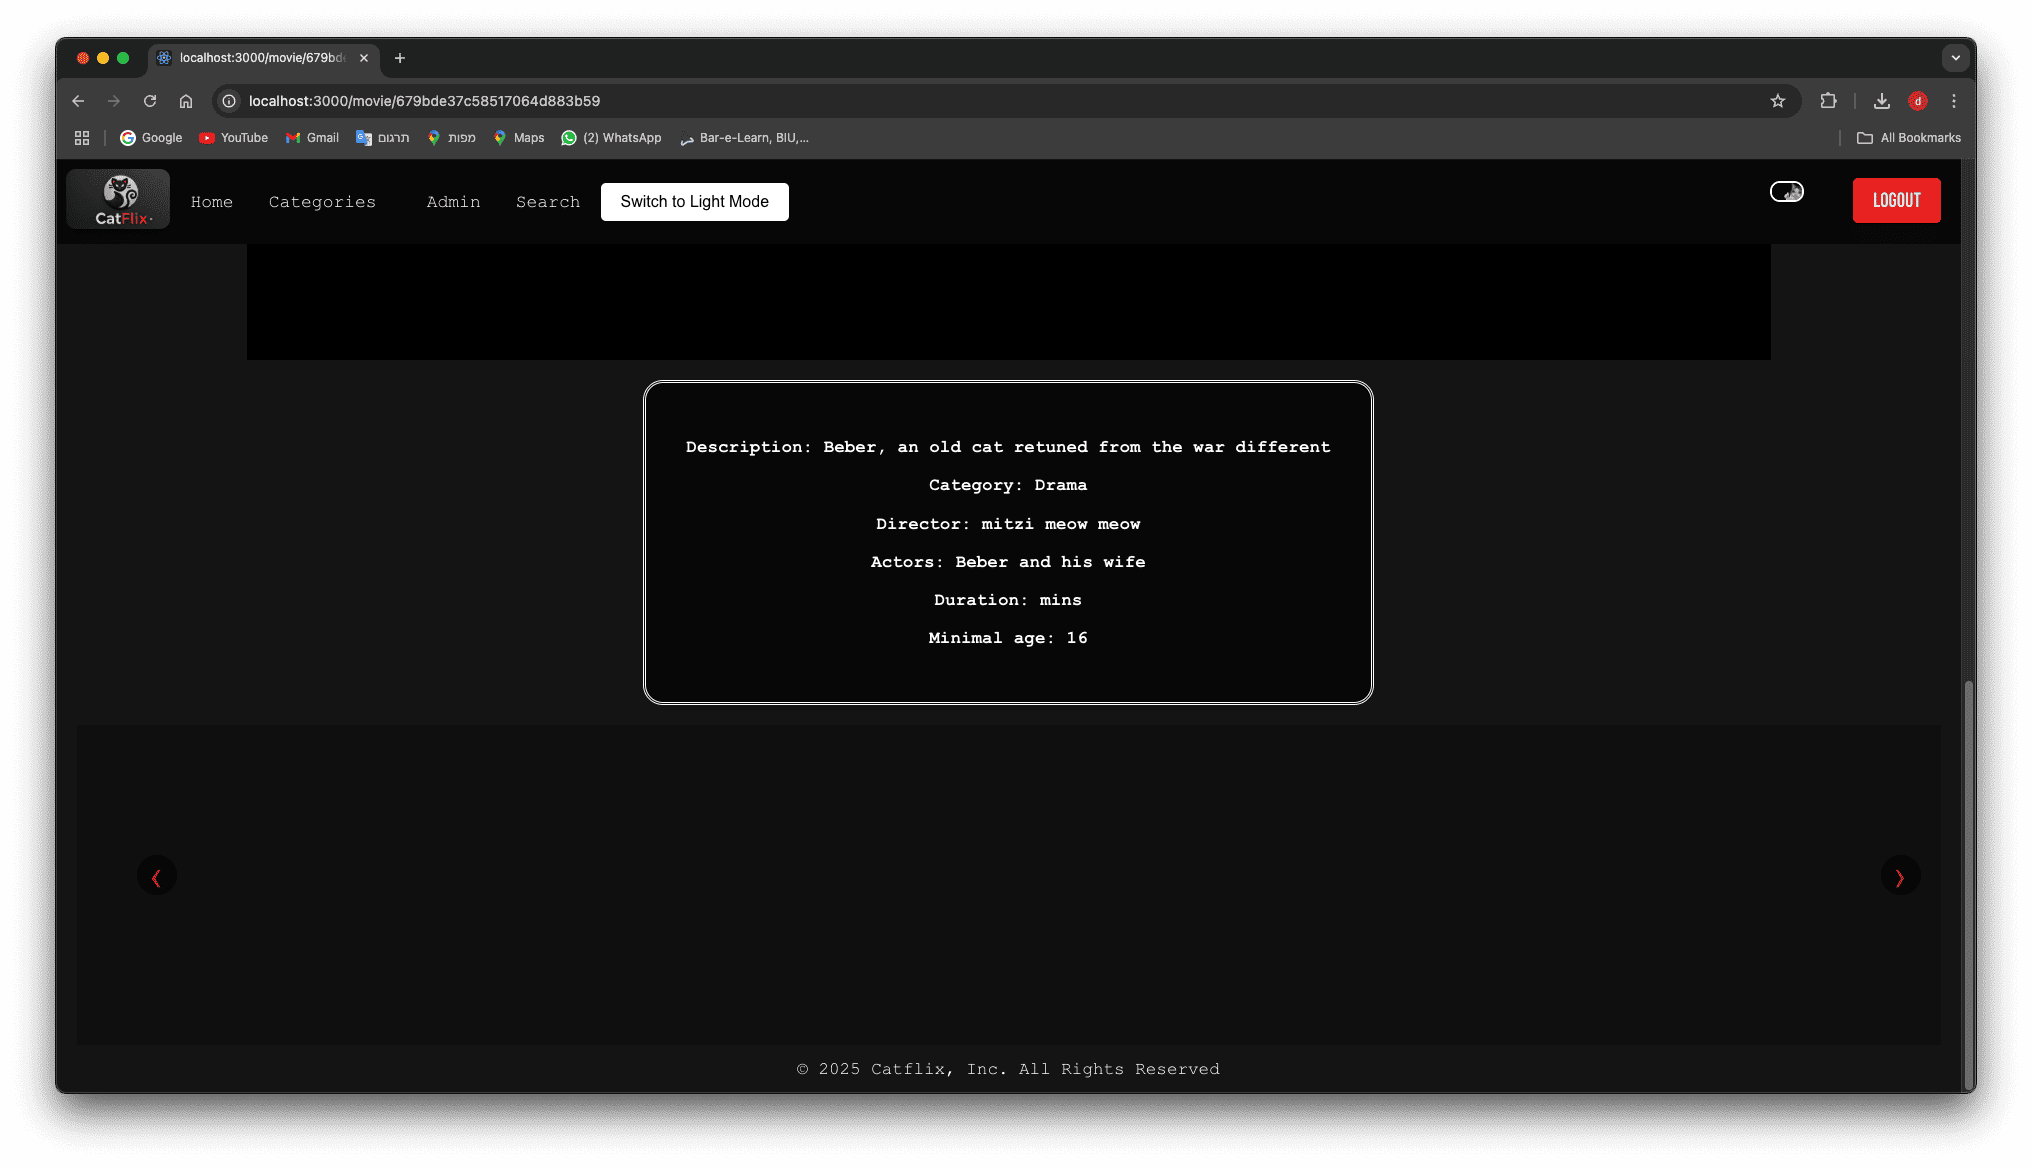 localhost:3000/movie/679bd
localhost:3000/movie/679bde37c58517064d883b59
d
Google YouTube Gmail תרגום מפות Maps (2) WhatsApp Bar-e-Learn, BIU,... All Bookmarks
CatFlix
Home Categories Admin Search Switch to Light Mode LOGOUT
Description: Beber, an old cat retuned from the war different
Category: Drama
Director: mitzi meow meow
Actors: Beber and his wife
Duration: mins
Minimal age: 16
© 2025 Catflix, Inc. All Rights Reserved